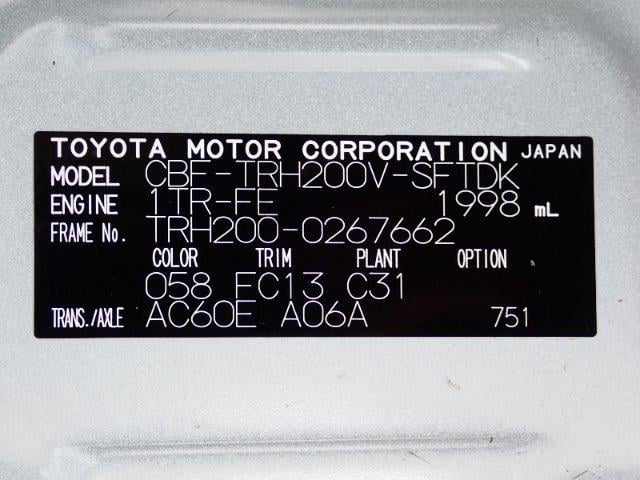 TOYOTA MOTOR CORPORATION JAPAN
MODEL CBF-TRH200V-SFTDK
ENGINE 1TR-FE 1998 mL
FRAME No. TRH200-0267662
COLOR TRIM PLANT OPTION
058 FC13 C31
TRANS./AXLE AC60E A06A 751